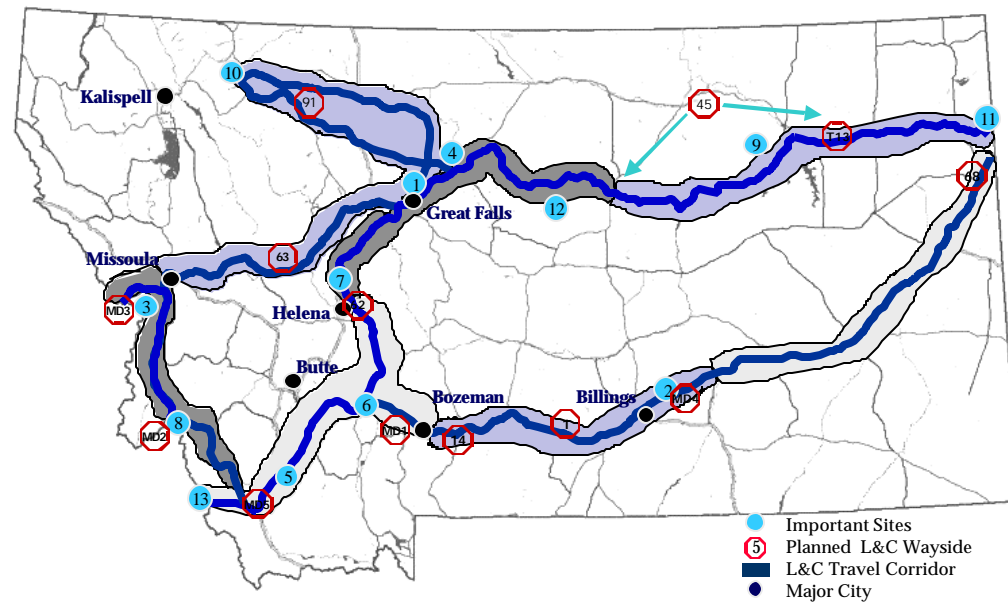 10
91
Kalispell
45
11
9
T13
4
68
1
12
Great Falls
63
Missoula
7
MD3
3
Helena
Butte
2
MD4
6
Bozeman
Billings
8
MD2
MD1
T4
5
13
MD5
Important Sites
5 Planned L&C Wayside
L&C Travel Corridor
Major City